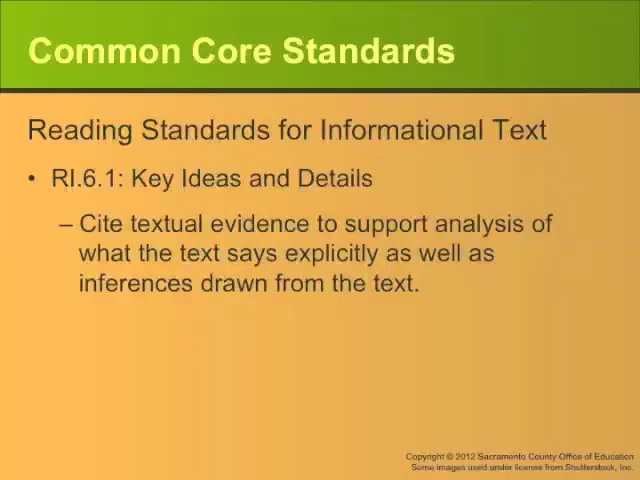 Common Core Standards
Reading Standards for Informational Text
• RI.6.1: Key Ideas and Details
– Cite textual evidence to support analysis of
what the text says explicitly as well as
inferences drawn from the text.
Copyright © 2012 Sacramento County Office of Education
Some images used under license from Shutterstock, Inc.